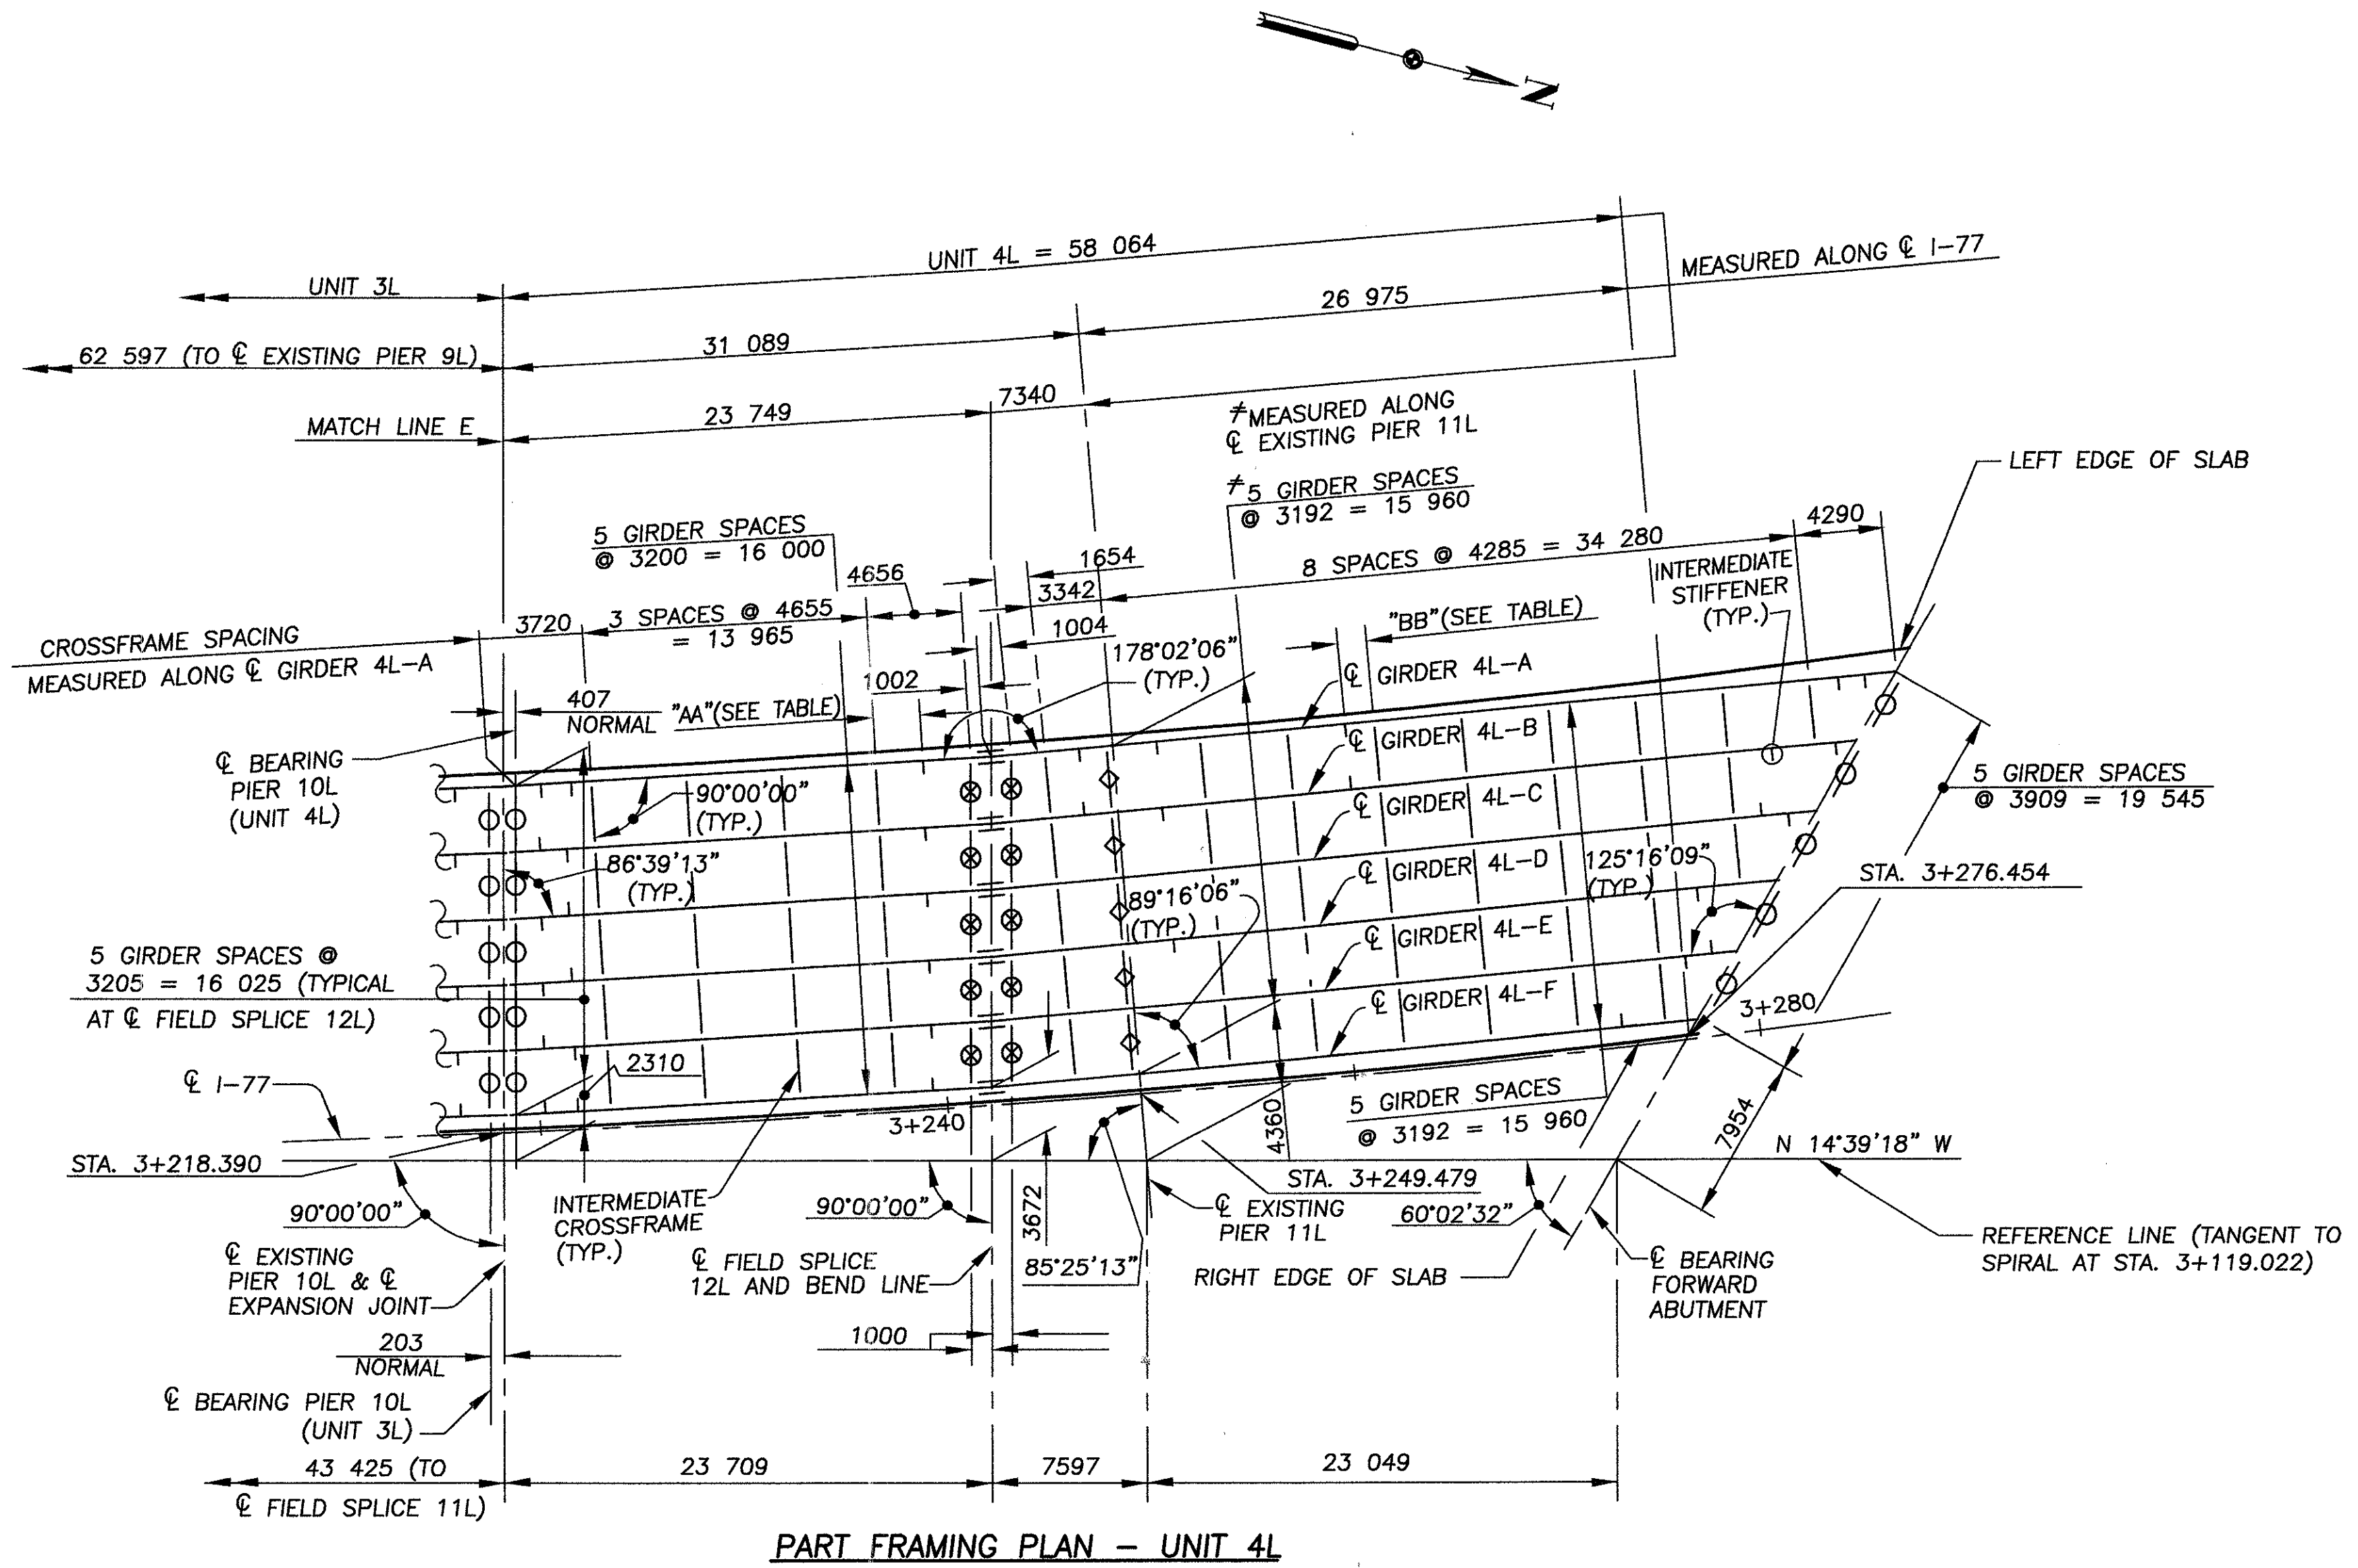 N
UNIT 4L = 58 064
MEASURED ALONG ℄ I-77
UNIT 3L
26 975
31 089
62 597 (TO ℄ EXISTING PIER 9L)
7340
23 749
MATCH LINE E
≠MEASURED ALONG
℄ EXISTING PIER 11L
LEFT EDGE OF SLAB
≠5 GIRDER SPACES
@ 3192 = 15 960
4290
5 GIRDER SPACES
@ 3200 = 16 000
1654
8 SPACES @ 4285 = 34 280
4656
3342
INTERMEDIATE
STIFFENER
(TYP.)
3720
3 SPACES @ 4655
= 13 965
1004
"BB"(SEE TABLE)
CROSSFRAME SPACING
MEASURED ALONG ℄ GIRDER 4L-A
178°02'06"
(TYP.)
℄ GIRDER 4L-A
1002
407
NORMAL
"AA"(SEE TABLE)
℄ GIRDER 4L-B
℄ BEARING
PIER 10L
(UNIT 4L)
5 GIRDER SPACES
@ 3909 = 19 545
90°00'00"
(TYP.)
℄ GIRDER 4L-C
86°39'13"
(TYP.)
℄ GIRDER 4L-D
125°16'09"
(TYP.)
STA. 3+276.454
89°16'06"
(TYP.)
℄ GIRDER 4L-E
5 GIRDER SPACES @
3205 = 16 025 (TYPICAL
AT ℄ FIELD SPLICE 12L)
℄ GIRDER 4L-F
3+280
2310
℄ I-77
5 GIRDER SPACES
@ 3192 = 15 960
3+240
4360
7954
N 14°39'18" W
STA. 3+218.390
STA. 3+249.479
90°00'00"
INTERMEDIATE
CROSSFRAME
(TYP.)
90°00'00"
3672
℄ EXISTING
PIER 11L
60°02'32"
REFERENCE LINE (TANGENT TO
SPIRAL AT STA. 3+119.022)
℄ EXISTING
PIER 10L & ℄
EXPANSION JOINT
℄ FIELD SPLICE
12L AND BEND LINE
85°25'13"
RIGHT EDGE OF SLAB
℄ BEARING
FORWARD
ABUTMENT
1000
203
NORMAL
℄ BEARING PIER 10L
(UNIT 3L)
43 425 (TO
℄ FIELD SPLICE 11L)
23 709
7597
23 049
PART FRAMING PLAN - UNIT 4L